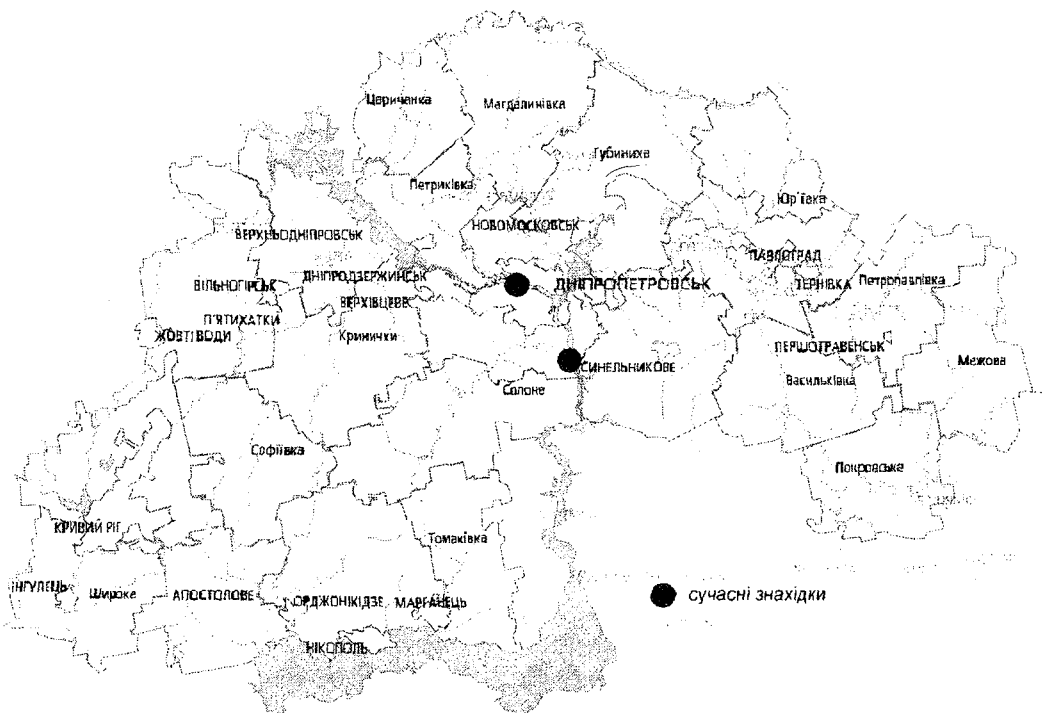 Царичанка
Магдалинівка
Губиниха
Петриківка
Юр'ївка
НОВОМОСКОВСЬК
ВЕРХНЬОДНІПРОВСЬК
ПАВЛОГРАД
ДНІПРОДЗЕРЖИНСЬК
ДНІПРОПЕТРОВСЬК
ТЕРНІВКА
Петропавлівка
ВІЛЬНОГІРСЬК
ВЕРХІВЦЕВЕ
П'ЯТИХАТКИ
ЖОВТІ ВОДИ
Кринички
ПЕРШОТРАВЕНСЬК
Межова
СИНЕЛЬНИКОВЕ
Васильківка
Солоне
Софіївка
Покровське
КРИВИЙ РІГ
Томаківка
ІНГУЛЕЦЬ
Широке
АПОСТОЛОВЕ
ОРДЖОНІКІДЗЕ
МАРГАНЕЦЬ
сучасні знахідки
НІКОПОЛЬ